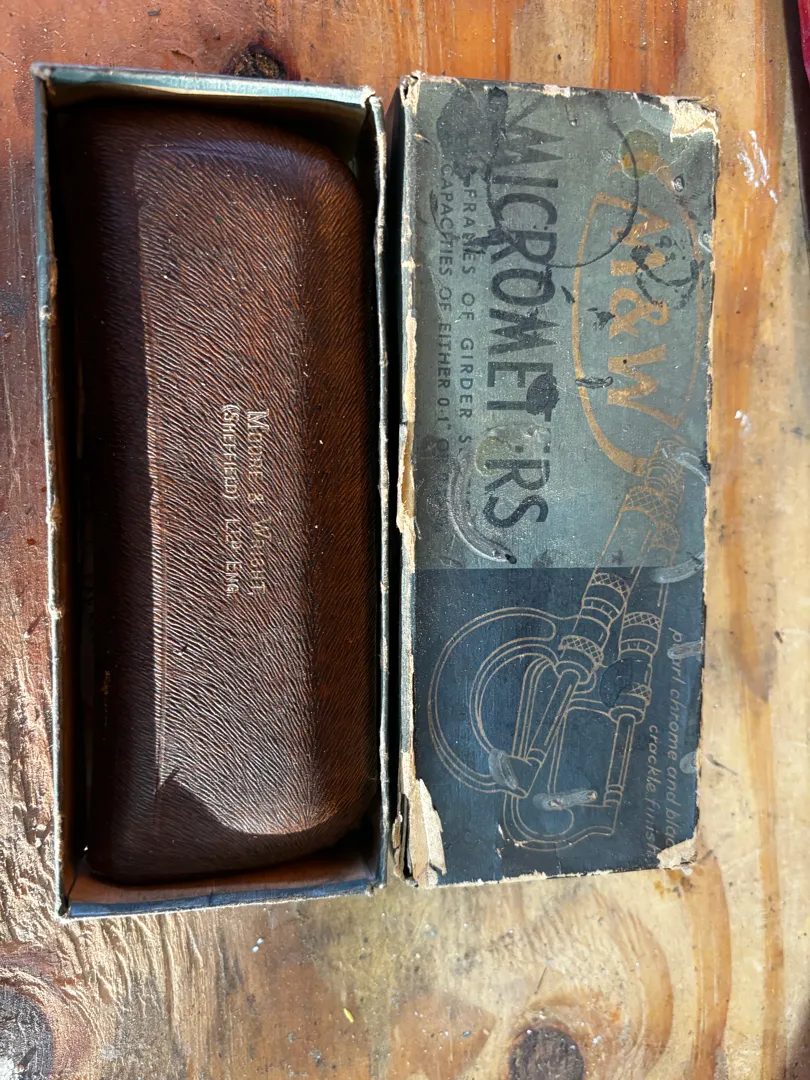 MOORE & WRIGHT
(SHEFFIELD) LTD ENG.
M&W
MICROMETERS
FRAMES OF GIRDER
CAPACITIES OF EITHER 0-1" OR
pearl chrome and black
crackle finish